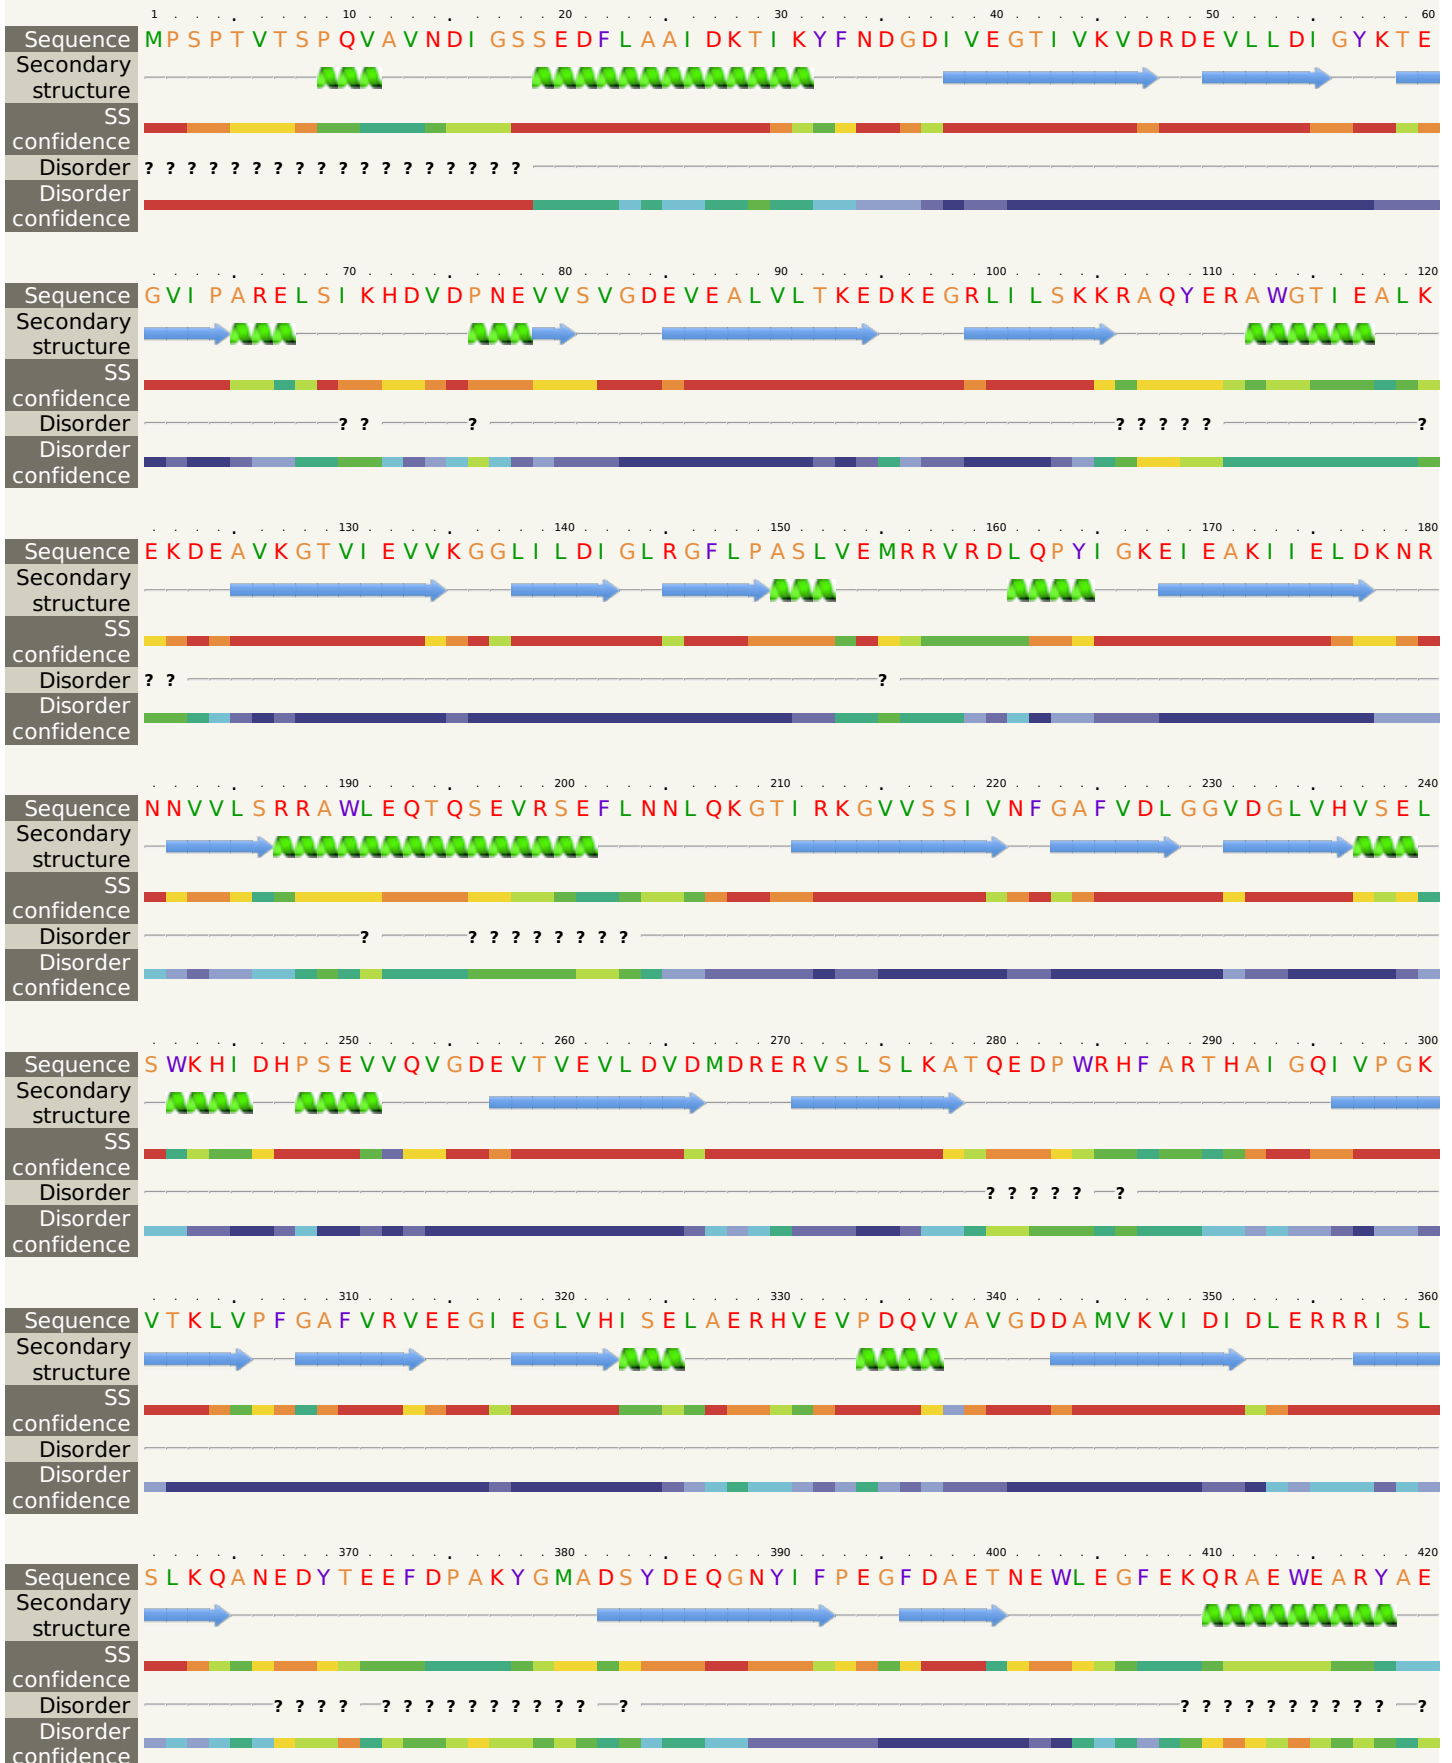 1 10 20 30 40 50 60
Sequence M P S P T V T S P Q V A V N D I G S S E D F L A A I D K T I K Y F N D G D I V E G T I V K V D R D E V L L D I G Y K T E
Secondary
structure
SS
confidence
Disorder ? ? ? ? ? ? ? ? ? ? ? ? ? ? ? ? ? ?
Disorder
confidence
70 80 90 100 110 120
Sequence G V I P A R E L S I K H D V D P N E V V S V G D E V E A L V L T K E D K E G R L I L S K K R A Q Y E R A W G T I E A L K
Secondary
structure
SS
confidence
Disorder ? ? ? ? ? ? ? ? ?
Disorder
confidence
130 140 150 160 170 180
Sequence E K D E A V K G T V I E V V K G G L I L D I G L R G F L P A S L V E M R R V R D L Q P Y I G K E I E A K I I E L D K N R
Secondary
structure
SS
confidence
Disorder ? ? ?
Disorder
confidence
190 200 210 220 230 240
Sequence N N V V L S R R A W L E Q T Q S E V R S E F L N N L Q K G T I R K G V V S S I V N F G A F V D L G G V D G L V H V S E L
Secondary
structure
SS
confidence
Disorder ? ? ? ? ? ? ? ? ?
Disorder
confidence
250 260 270 280 290 300
Sequence S W K H I D H P S E V V Q V G D E V T V E V L D V D M D R E R V S L S L K A T Q E D P W R H F A R T H A I G Q I V P G K
Secondary
structure
SS
confidence
Disorder ? ? ? ? ? ?
Disorder
confidence
310 320 330 340 350 360
Sequence V T K L V P F G A F V R V E E G I E G L V H I S E L A E R H V E V P D Q V V A V G D D A M V K V I D I D L E R R R I S L
Secondary
structure
SS
confidence
Disorder
Disorder
confidence
370 380 390 400 410 420
Sequence S L K Q A N E D Y T E E F D P A K Y G M A D S Y D E Q G N Y I F P E G F D A E T N E W L E G F E K Q R A E W E A R Y A E
Secondary
structure
SS
confidence
Disorder ? ? ? ? ? ? ? ? ? ? ? ? ? ? ? ? ? ? ? ? ? ? ? ? ? ?
Disorder
confidence